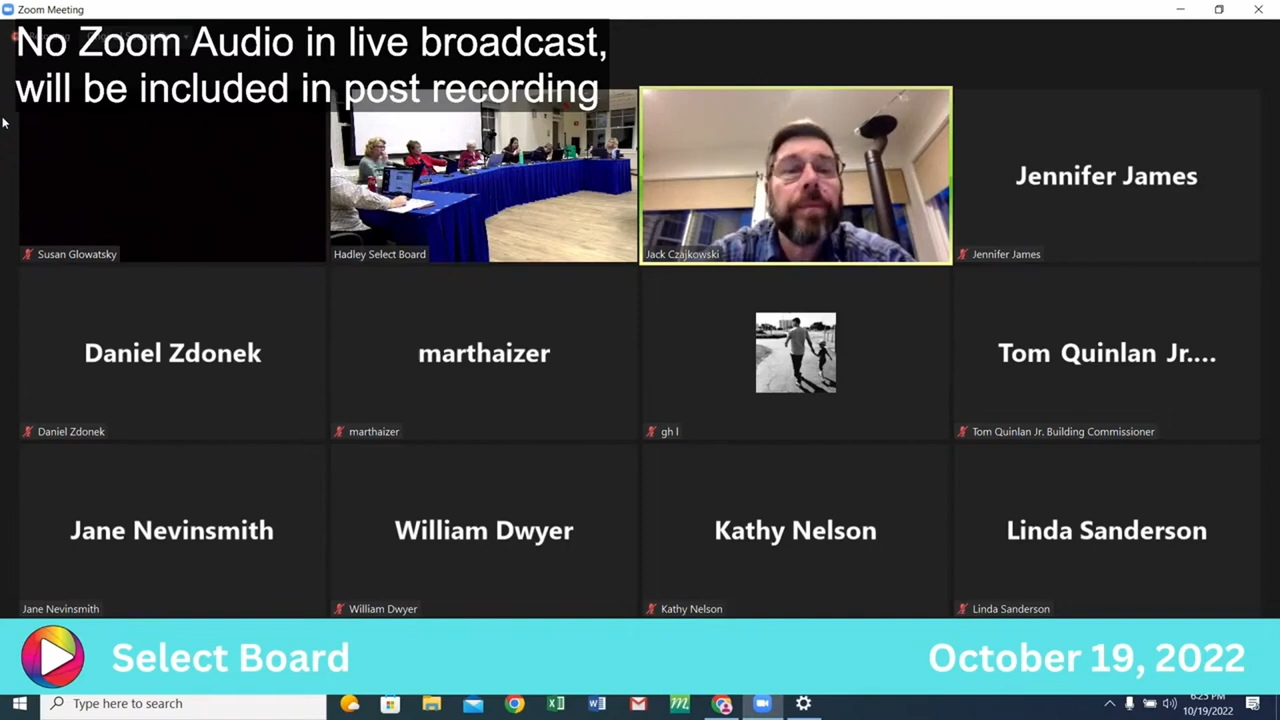 Zoom Meeting
No Zoom Audio in live broadcast,
will be included in post recording
Susan Glowatsky
Hadley Select Board
Jack Czajkowski
Jennifer James
Jennifer James
Daniel Zdonek
Daniel Zdonek
marthaizer
marthaizer
gh l
Tom Quinlan Jr....
Tom Quinlan Jr. Building Commissioner
Jane Nevinsmith
Jane Nevinsmith
William Dwyer
William Dwyer
Kathy Nelson
Kathy Nelson
Linda Sanderson
Linda Sanderson
Select Board
October 19, 2022
Type here to search
6:25 PM
10/19/2022